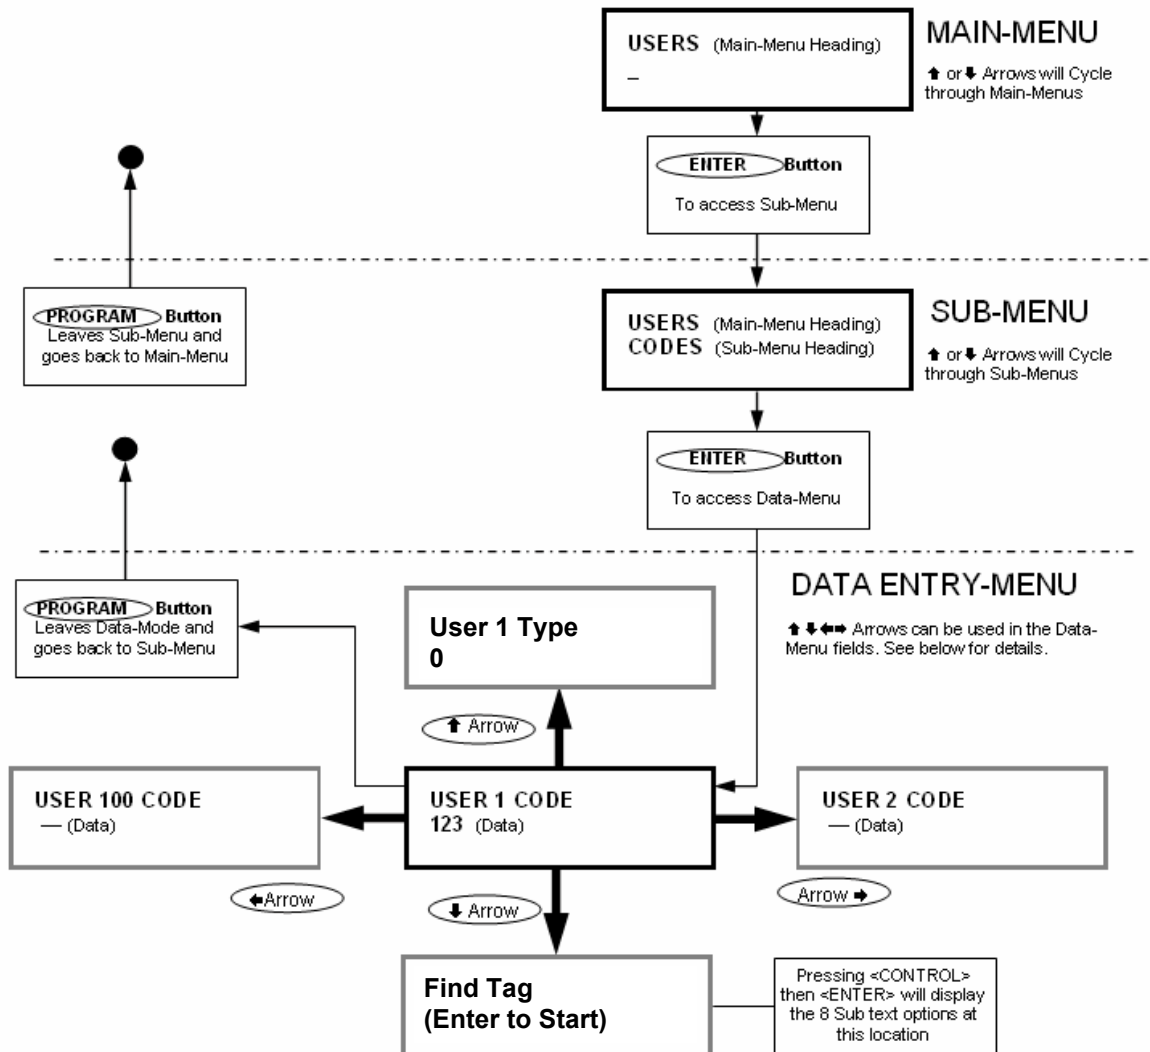 USERS (Main-Menu Heading)
_
MAIN-MENU
⬆ or ⬇ Arrows will Cycle
through Main-Menus
ENTER Button
To access Sub-Menu
PROGRAM Button
Leaves Sub-Menu and
goes back to Main-Menu
USERS (Main-Menu Heading)
CODES (Sub-Menu Heading)
SUB-MENU
⬆ or ⬇ Arrows will Cycle
through Sub-Menus
ENTER Button
To access Data-Menu
DATA ENTRY-MENU
⬆⬇⬅➡ Arrows can be used in the Data-
Menu fields. See below for details.
PROGRAM Button
Leaves Data-Mode and
goes back to Sub-Menu
User 1 Type
0
⬆ Arrow
USER 100 CODE
— (Data)
USER 1 CODE
123 (Data)
USER 2 CODE
— (Data)
⬅Arrow
⬇ Arrow
Arrow ➡
Find Tag
(Enter to Start)
Pressing <CONTROL>
then <ENTER> will display
the 8 Sub text options at
this location